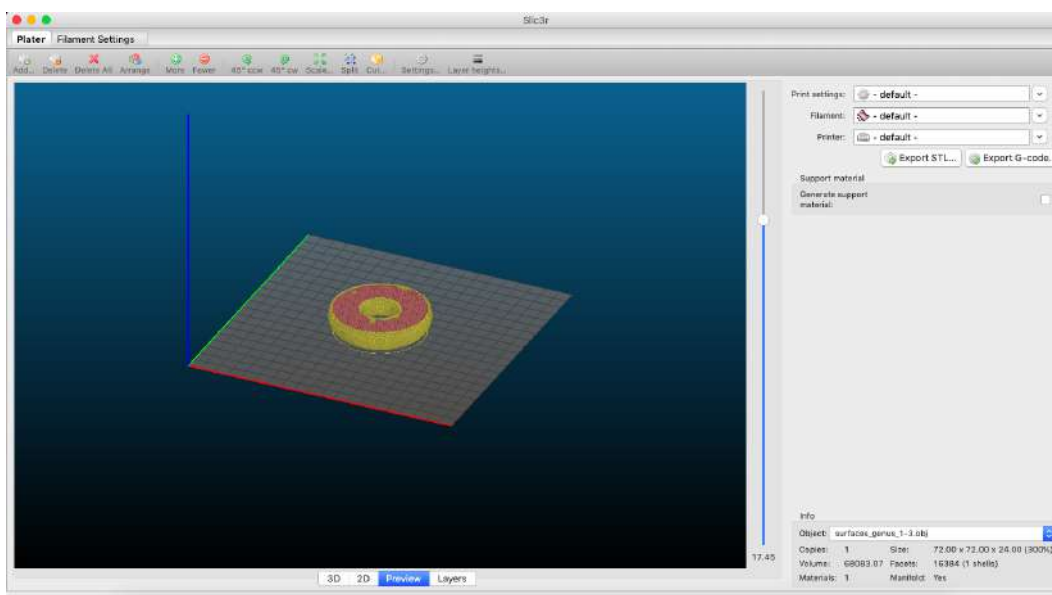 Slic3r
Plater Filament Settings
Add... Delete Delete All Arrange More Fewer 45° ccw 45° cw Scale... Split Cut... Settings... Layer heights...
Print settings: - default -
Filament: - default -
Printer: - default -
Export STL... Export G-code.
Support material
Generate support
material:
Info
Object: surfaces_genus_1-3.obj
Copies: 1 Size: 72.00 x 72.00 x 24.00 (300%)
17.45
Volume: 68083.07 Facets: 16384 (1 shells)
Materials: 1 Manifold: Yes
3D 2D Preview Layers